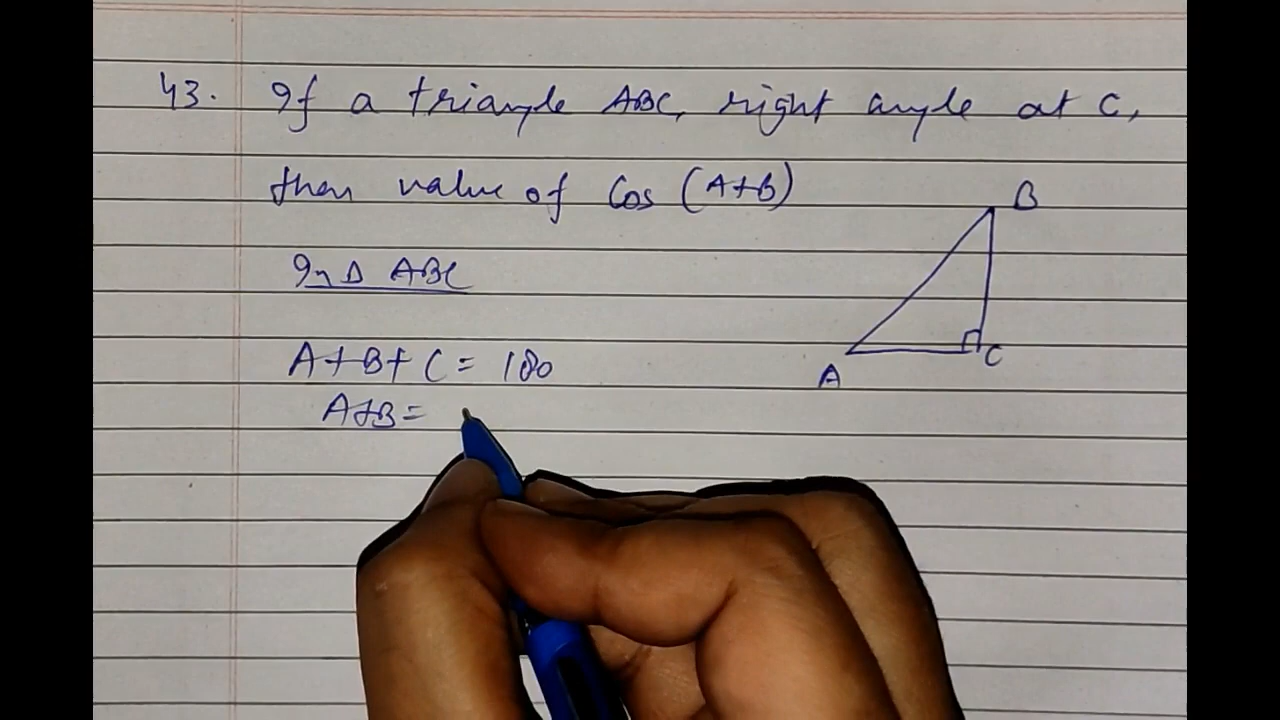 43. If a triangle ABC, right angle at C,
then value of Cos (A+B)
In Δ ABC
A+B+C = 180
A+B =
B
A
C